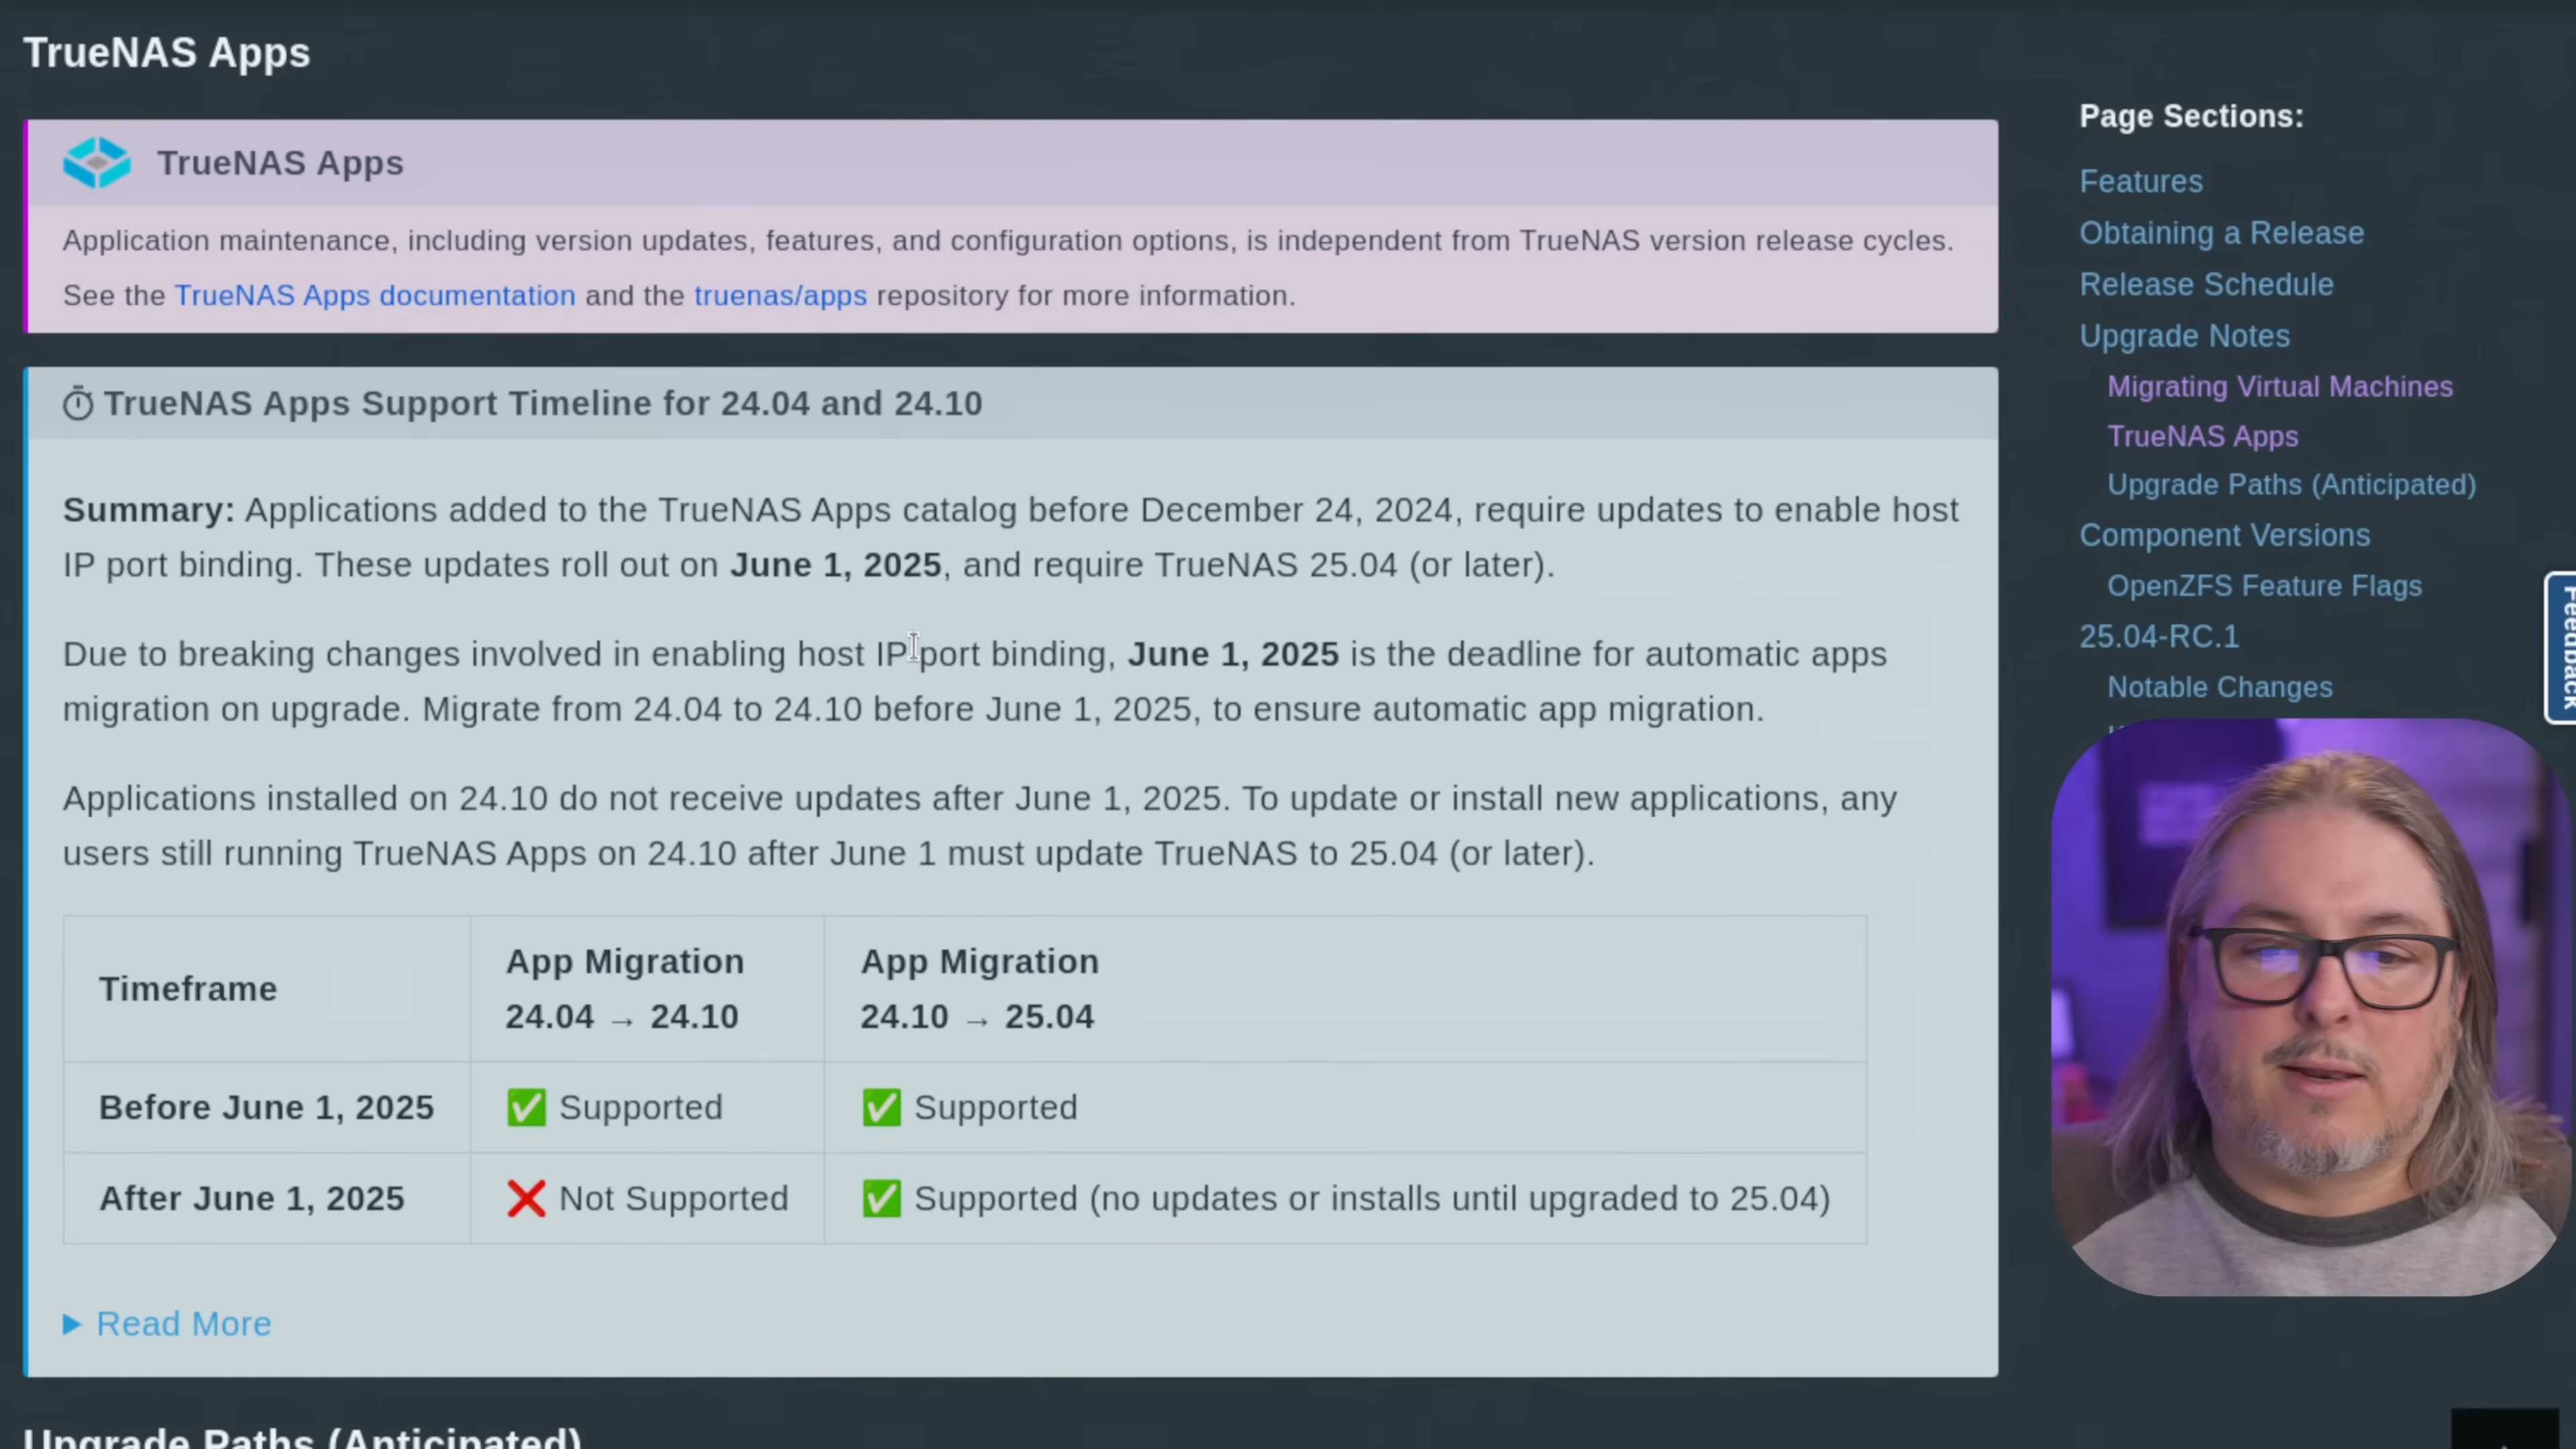 TrueNAS Apps
TrueNAS Apps
Application maintenance, including version updates, features, and configuration options, is independent from TrueNAS version release cycles.
See the TrueNAS Apps documentation and the truenas/apps repository for more information.
TrueNAS Apps Support Timeline for 24.04 and 24.10
Summary: Applications added to the TrueNAS Apps catalog before December 24, 2024, require updates to enable host
IP port binding. These updates roll out on June 1, 2025, and require TrueNAS 25.04 (or later).
Due to breaking changes involved in enabling host IP port binding, June 1, 2025 is the deadline for automatic apps
migration on upgrade. Migrate from 24.04 to 24.10 before June 1, 2025, to ensure automatic app migration.
Applications installed on 24.10 do not receive updates after June 1, 2025. To update or install new applications, any
users still running TrueNAS Apps on 24.10 after June 1 must update TrueNAS to 25.04 (or later).
Timeframe
App Migration
24.04 → 24.10
App Migration
24.10 → 25.04
Before June 1, 2025
✅ Supported
✅ Supported
After June 1, 2025
❌ Not Supported
✅ Supported (no updates or installs until upgraded to 25.04)
▶ Read More
Upgrade Paths (Anticipated)
Page Sections:
Features
Obtaining a Release
Release Schedule
Upgrade Notes
Migrating Virtual Machines
TrueNAS Apps
Upgrade Paths (Anticipated)
Component Versions
OpenZFS Feature Flags
25.04-RC.1
Notable Changes
Feedback